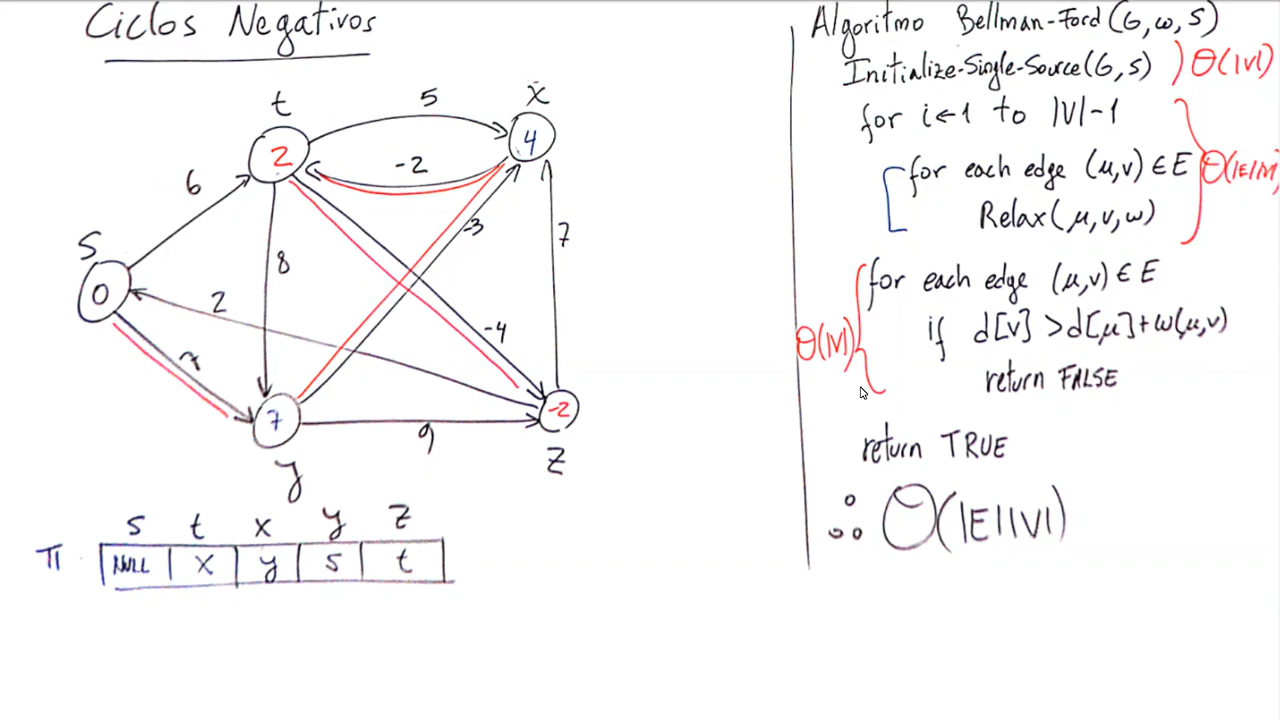 Ciclos Negativos
t
5
x
2
4
-2
6
-3
7
S
8
0
2
-4
7
7
-2
9
y
z
s t x y z
π NULL x y s t
Algoritmo Bellman-Ford (G, w, s)
Initialize-Single-Source(G, s) ) Θ(|V|)
for i ← 1 to |V| - 1
for each edge (μ, v) ∈ E
Θ(|E||V|)
Relax(μ, v, w)
for each edge (μ, v) ∈ E
Θ(|V|)
if d[v] > d[μ] + w(μ, v)
return FALSE
return TRUE
∴ Θ(|E||V|)